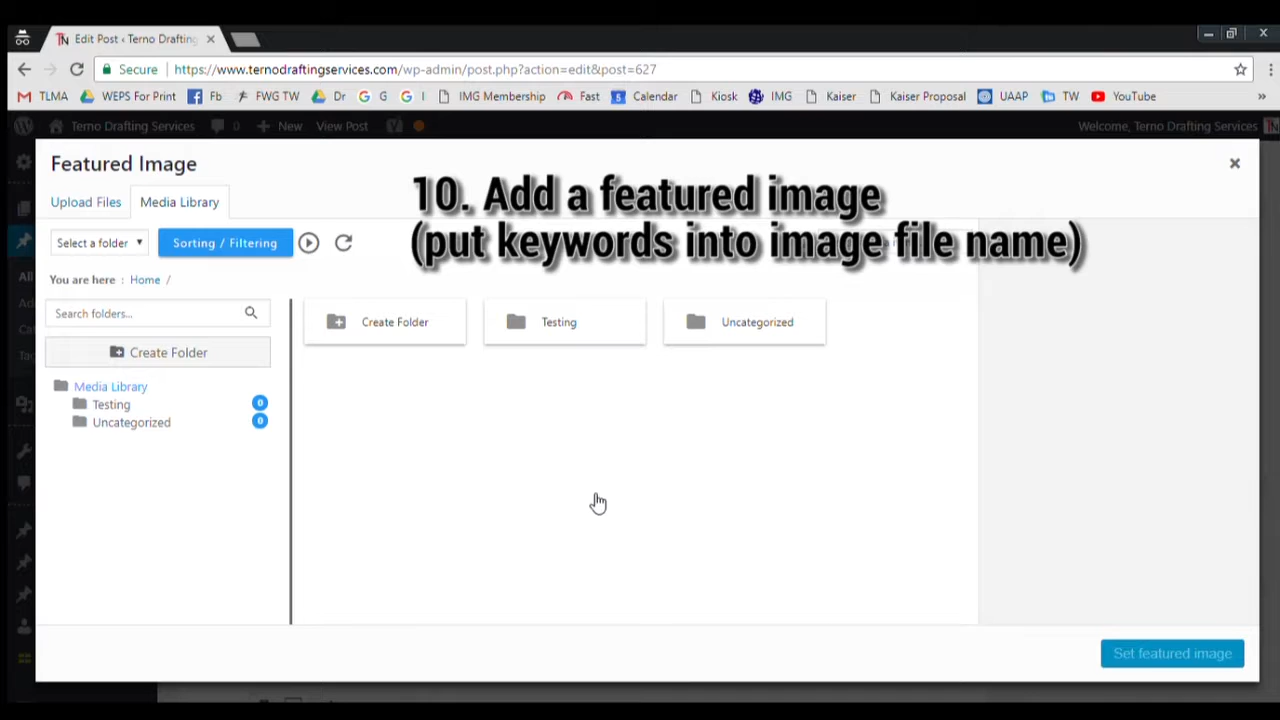 Edit Post ‹ Terno Drafting
Secure | https://www.ternodraftingservices.com/wp-admin/post.php?action=edit&post=627
TLMA WEPS For Print Fb FWG TW Dr G I IMG Membership Fast Calendar Kiosk IMG Kaiser Kaiser Proposal UAAP TW YouTube »
Terno Drafting Services 0 New View Post Welcome, Terno Drafting Services
Featured Image
10. Add a featured image
(put keywords into image file name)
Upload Files Media Library
Select a folder Sorting / Filtering
You are here : Home /
Search folders...
Create Folder
Media Library
Testing 0
Uncategorized 0
Create Folder Testing Uncategorized
All
Set featured image